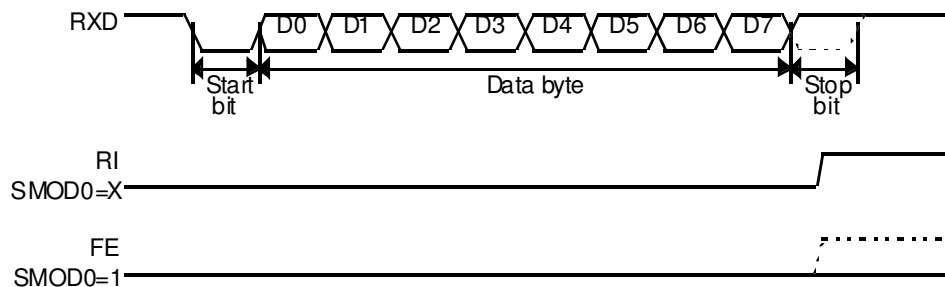 RXD D0 D1 D2 D3 D4 D5 D6 D7
Start bit
Data byte
Stop bit
RI
SMOD0=X
FE
SMOD0=1